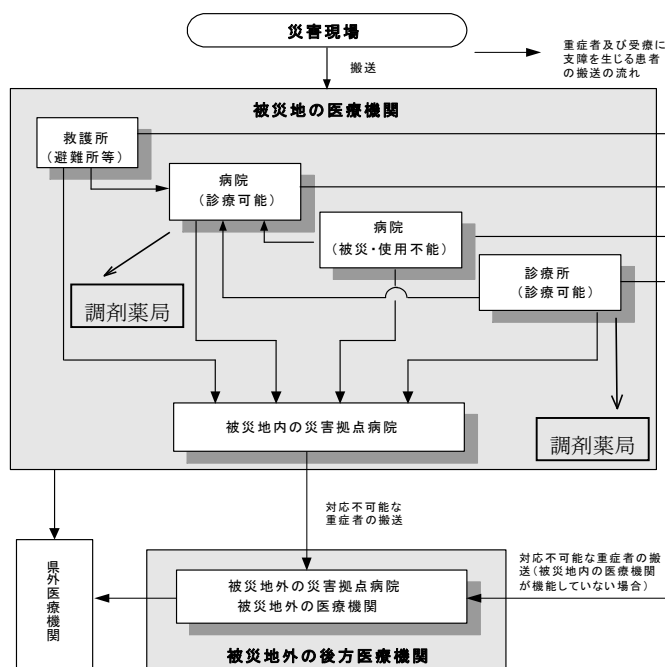 災害現場
重症者及び受療に
支障を生じる患者
の搬送の流れ
搬送
被災地の医療機関
救護所
(避難所等)
病院
(診療可能)
病院
(被災・使用不能)
診療所
(診療可能)
調剤薬局
被災地内の災害拠点病院
調剤薬局
対応不可能な
重症者の搬送
県外医療機関
被災地外の災害拠点病院
被災地外の医療機関
対応不可能な重症者の搬
送(被災地内の医療機関
が機能していない場合)
被災地外の後方医療機関